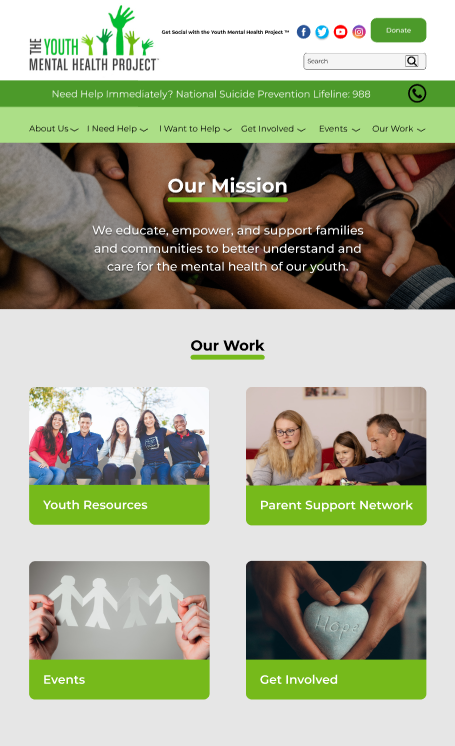 THE YOUTH
MENTAL HEALTH PROJECT™
Get Social with the Youth Mental Health Project ™
Donate
Search
Need Help Immediately? National Suicide Prevention Lifeline: 988
About Us
I Need Help
I Want to Help
Get Involved
Events
Our Work
Our Mission
We educate, empower, and support families
and communities to better understand and
care for the mental health of our youth.
Our Work
Youth Resources
Parent Support Network
Events
Hope
Get Involved